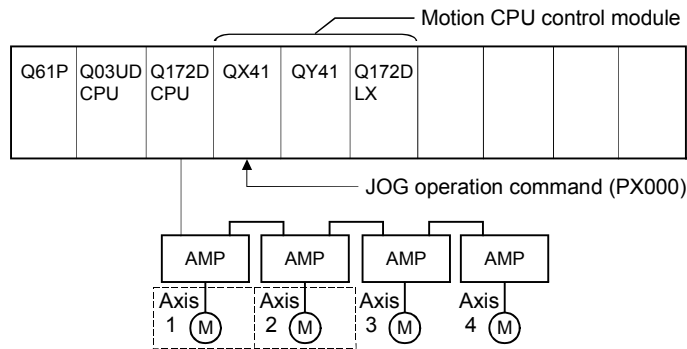 Motion CPU control module
Q61P Q03UD Q172D QX41 QY41 Q172D
CPU CPU LX
JOG operation command (PX000)
AMP AMP AMP AMP
Axis Axis Axis Axis
1 M 2 M 3 M 4 M